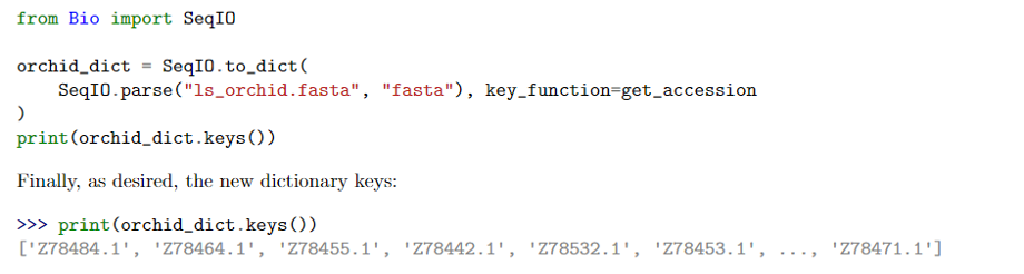 from Bio import SeqIO
orchid_dict = SeqIO.to_dict(
    SeqIO.parse("ls_orchid.fasta", "fasta"), key_function=get_accession
)
print(orchid_dict.keys())
Finally, as desired, the new dictionary keys:
>>> print(orchid_dict.keys())
['Z78484.1', 'Z78464.1', 'Z78455.1', 'Z78442.1', 'Z78532.1', 'Z78453.1', ..., 'Z78471.1']